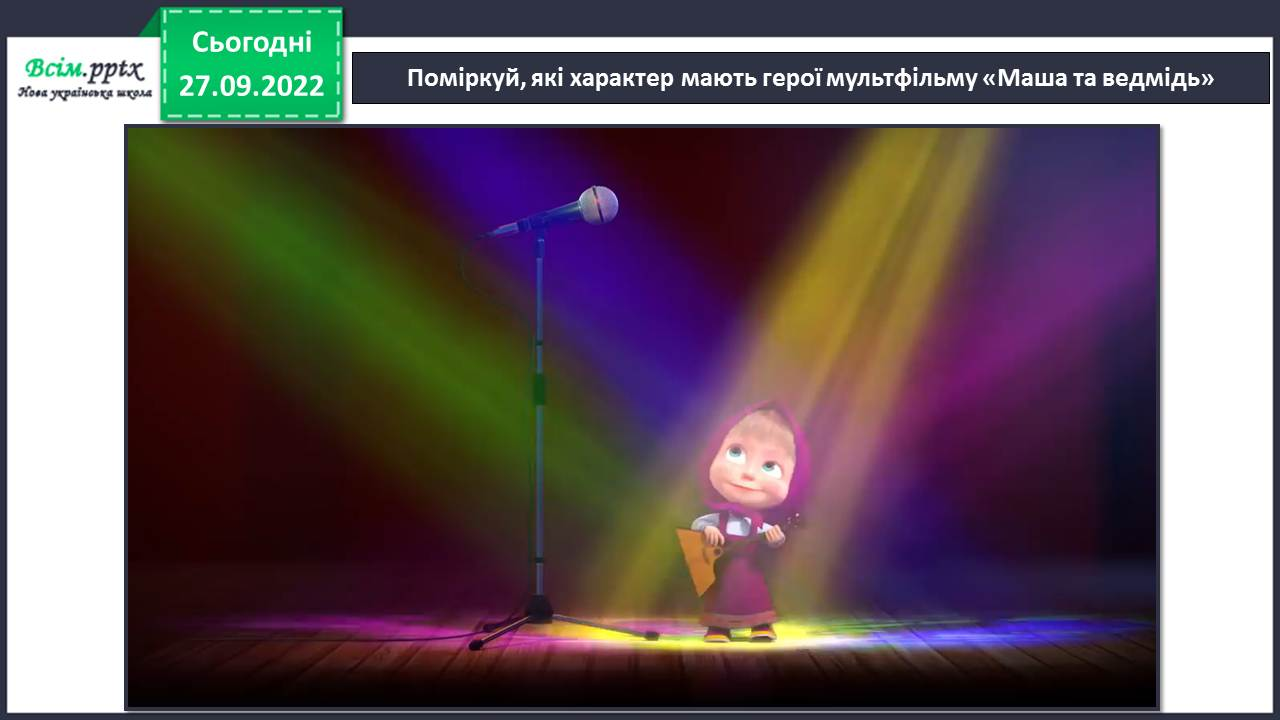 Всім.pptx
Нова українська школа
Сьогодні
27.09.2022
Поміркуй, які характер мають герої мультфільму «Маша та ведмідь»